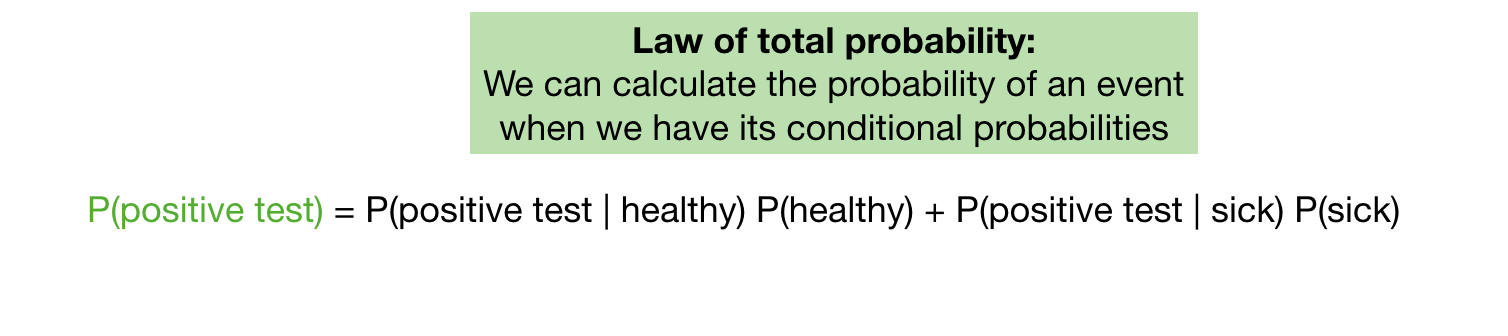 Law of total probability:
We can calculate the probability of an event
when we have its conditional probabilities
P(positive test) = P(positive test | healthy) P(healthy) + P(positive test | sick) P(sick)